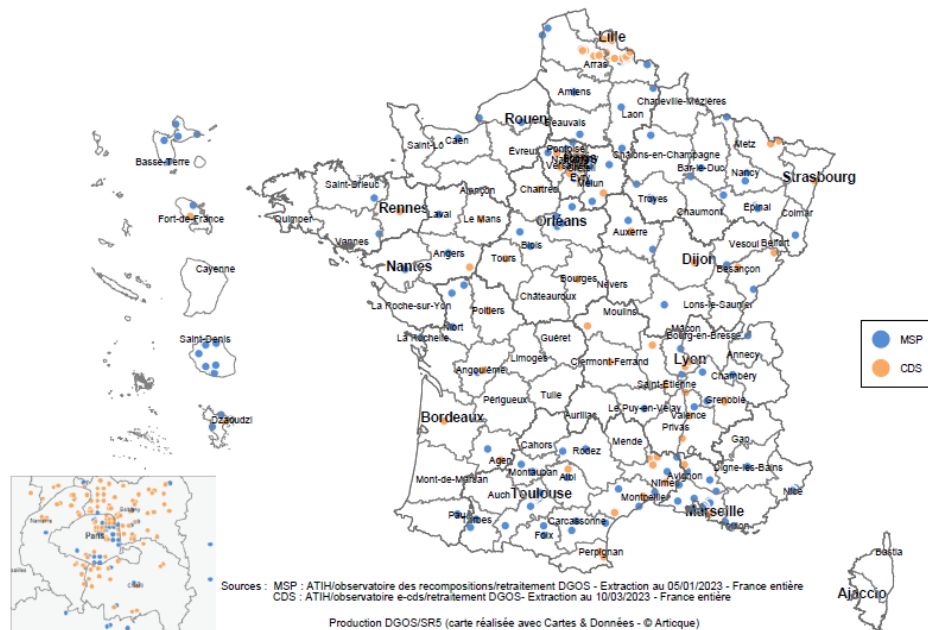 Lille
Arras
Amiens
Charleville-Mézières
Rouen
Beauvais
Laon
Saint-Lô
Caen
Évreux
Pontoise
Châlons-en-Champagne
Metz
Basse-Terre
Bar-le-Duc
Nancy
Strasbourg
Évry
Melun
Saint-Brieuc
Alençon
Chartres
Troyes
Chaumont
Épinal
Colmar
Fort-de-France
Quimper
Rennes
Laval
Le Mans
Orléans
Vannes
Auxerre
Vesoul
Belfort
Angers
Blois
Tours
Dijon
Besançon
Cayenne
Nantes
Bourges
Nevers
Châteauroux
La Roche-sur-Yon
Poitiers
Moulins
Lons-le-Saunier
Mâcon
MSP
Saint-Denis
Niort
Bourg-en-Bresse
La Rochelle
Guéret
Limoges
Clermont-Ferrand
Lyon
Annecy
CDS
Angoulême
Chambéry
Saint-Étienne
Périgueux
Tulle
Grenoble
Dzaoudzi
Bordeaux
Aurillac
Le Puy-en-Velay
Valence
Privas
Cahors
Mende
Gap
Agen
Rodez
Mont-de-Marsan
Montauban
Albi
Avignon
Digne-les-Bains
Nîmes
Auch
Toulouse
Montpellier
Nice
Marseille
Pau
Tarbes
Carcassonne
Toulon
Foix
Paris
Nanterre
Bobigny
Créteil
Perpignan
Bastia
Ajaccio
Sources : MSP : ATIH/observatoire des recompositions/retraitement DGOS - Extraction au 05/01/2023 - France entière
CDS : ATIH/observatoire e-cds/retraitement DGOS- Extraction au 10/03/2023 - France entière
Production DGOS/SR5 (carte réalisée avec Cartes & Données - © Articque)